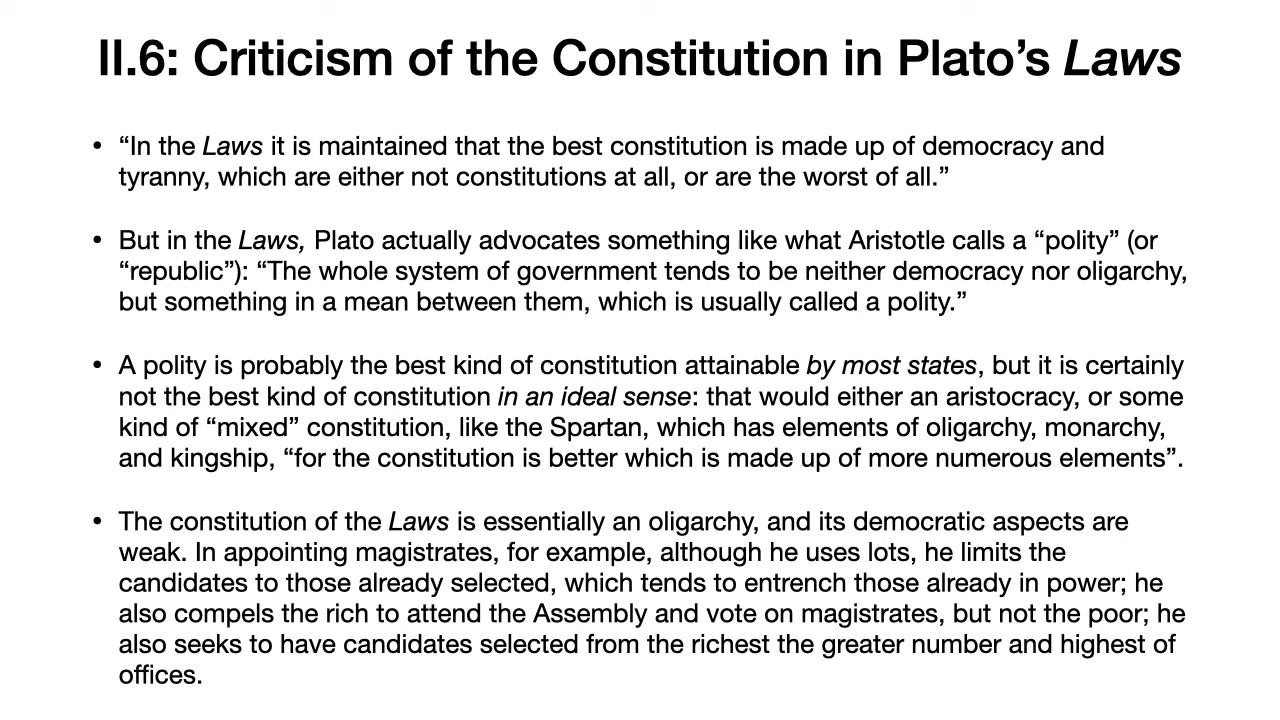 II.6: Criticism of the Constitution in Plato’s Laws
• “In the Laws it is maintained that the best constitution is made up of democracy and
tyranny, which are either not constitutions at all, or are the worst of all.”
• But in the Laws, Plato actually advocates something like what Aristotle calls a “polity” (or
“republic”): “The whole system of government tends to be neither democracy nor oligarchy,
but something in a mean between them, which is usually called a polity.”
• A polity is probably the best kind of constitution attainable by most states, but it is certainly
not the best kind of constitution in an ideal sense: that would either an aristocracy, or some
kind of “mixed” constitution, like the Spartan, which has elements of oligarchy, monarchy,
and kingship, “for the constitution is better which is made up of more numerous elements”.
• The constitution of the Laws is essentially an oligarchy, and its democratic aspects are
weak. In appointing magistrates, for example, although he uses lots, he limits the
candidates to those already selected, which tends to entrench those already in power; he
also compels the rich to attend the Assembly and vote on magistrates, but not the poor; he
also seeks to have candidates selected from the richest the greater number and highest of
offices.